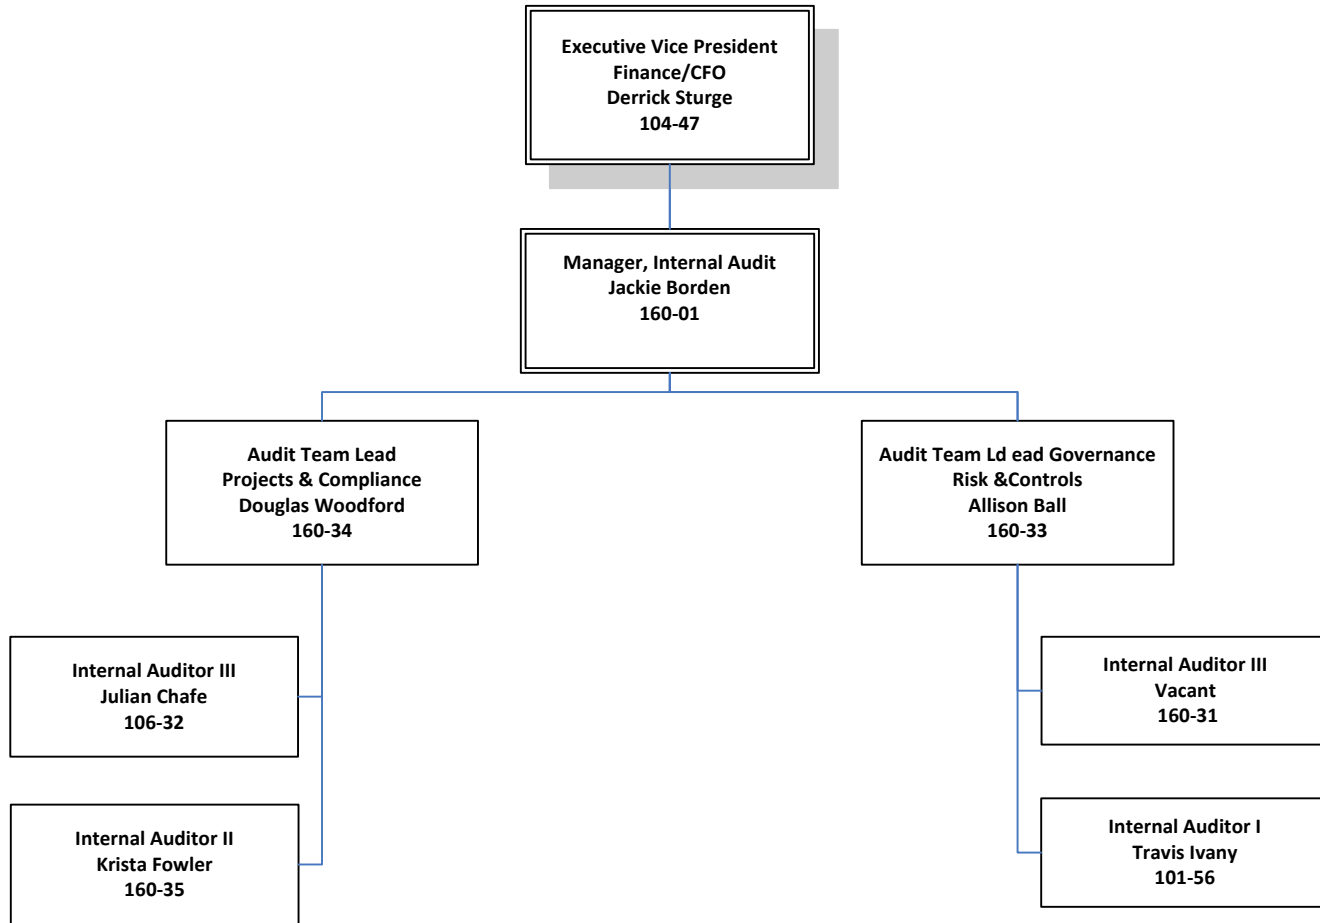 Executive Vice President
Finance/CFO
Derrick Sturge
104-47
Manager, Internal Audit
Jackie Borden
160-01
Audit Team Lead
Projects & Compliance
Douglas Woodford
160-34
Audit Team Ld ead Governance
Risk &Controls
Allison Ball
160-33
Internal Auditor III
Julian Chafe
106-32
Internal Auditor III
Vacant
160-31
Internal Auditor II
Krista Fowler
160-35
Internal Auditor I
Travis Ivany
101-56